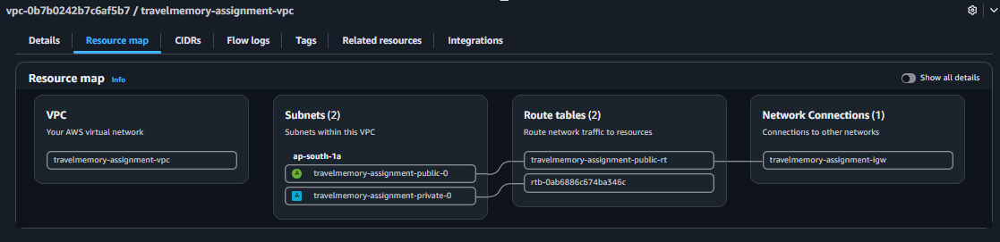 vpc-0b7b0242b7c6af5b7 / travelmemory-assignment-vpc
Details
Resource map
CIDRs
Flow logs
Tags
Related resources
Integrations
Resource map Info
Show all details
VPC
Your AWS virtual network
travelmemory-assignment-vpc
Subnets (2)
Subnets within this VPC
ap-south-1a
A travelmemory-assignment-public-0
A travelmemory-assignment-private-0
Route tables (2)
Route network traffic to resources
travelmemory-assignment-public-rt
rtb-0ab6886c674ba346c
Network Connections (1)
Connections to other networks
travelmemory-assignment-igw